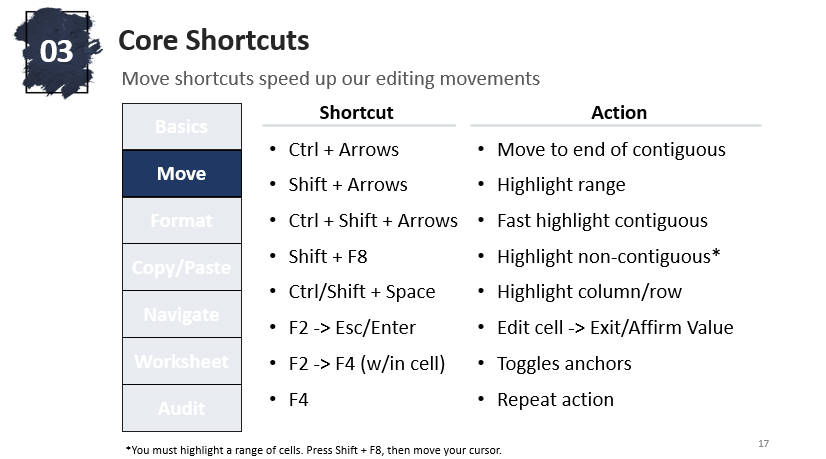 03
Core Shortcuts
Move shortcuts speed up our editing movements
Basics
Move
Format
Copy/Paste
Navigate
Worksheet
Audit
Shortcut Action
• Ctrl + Arrows • Move to end of contiguous
• Shift + Arrows • Highlight range
• Ctrl + Shift + Arrows • Fast highlight contiguous
• Shift + F8 • Highlight non-contiguous*
• Ctrl/Shift + Space • Highlight column/row
• F2 -> Esc/Enter • Edit cell -> Exit/Affirm Value
• F2 -> F4 (w/in cell) • Toggles anchors
• F4 • Repeat action
*You must highlight a range of cells. Press Shift + F8, then move your cursor.
17